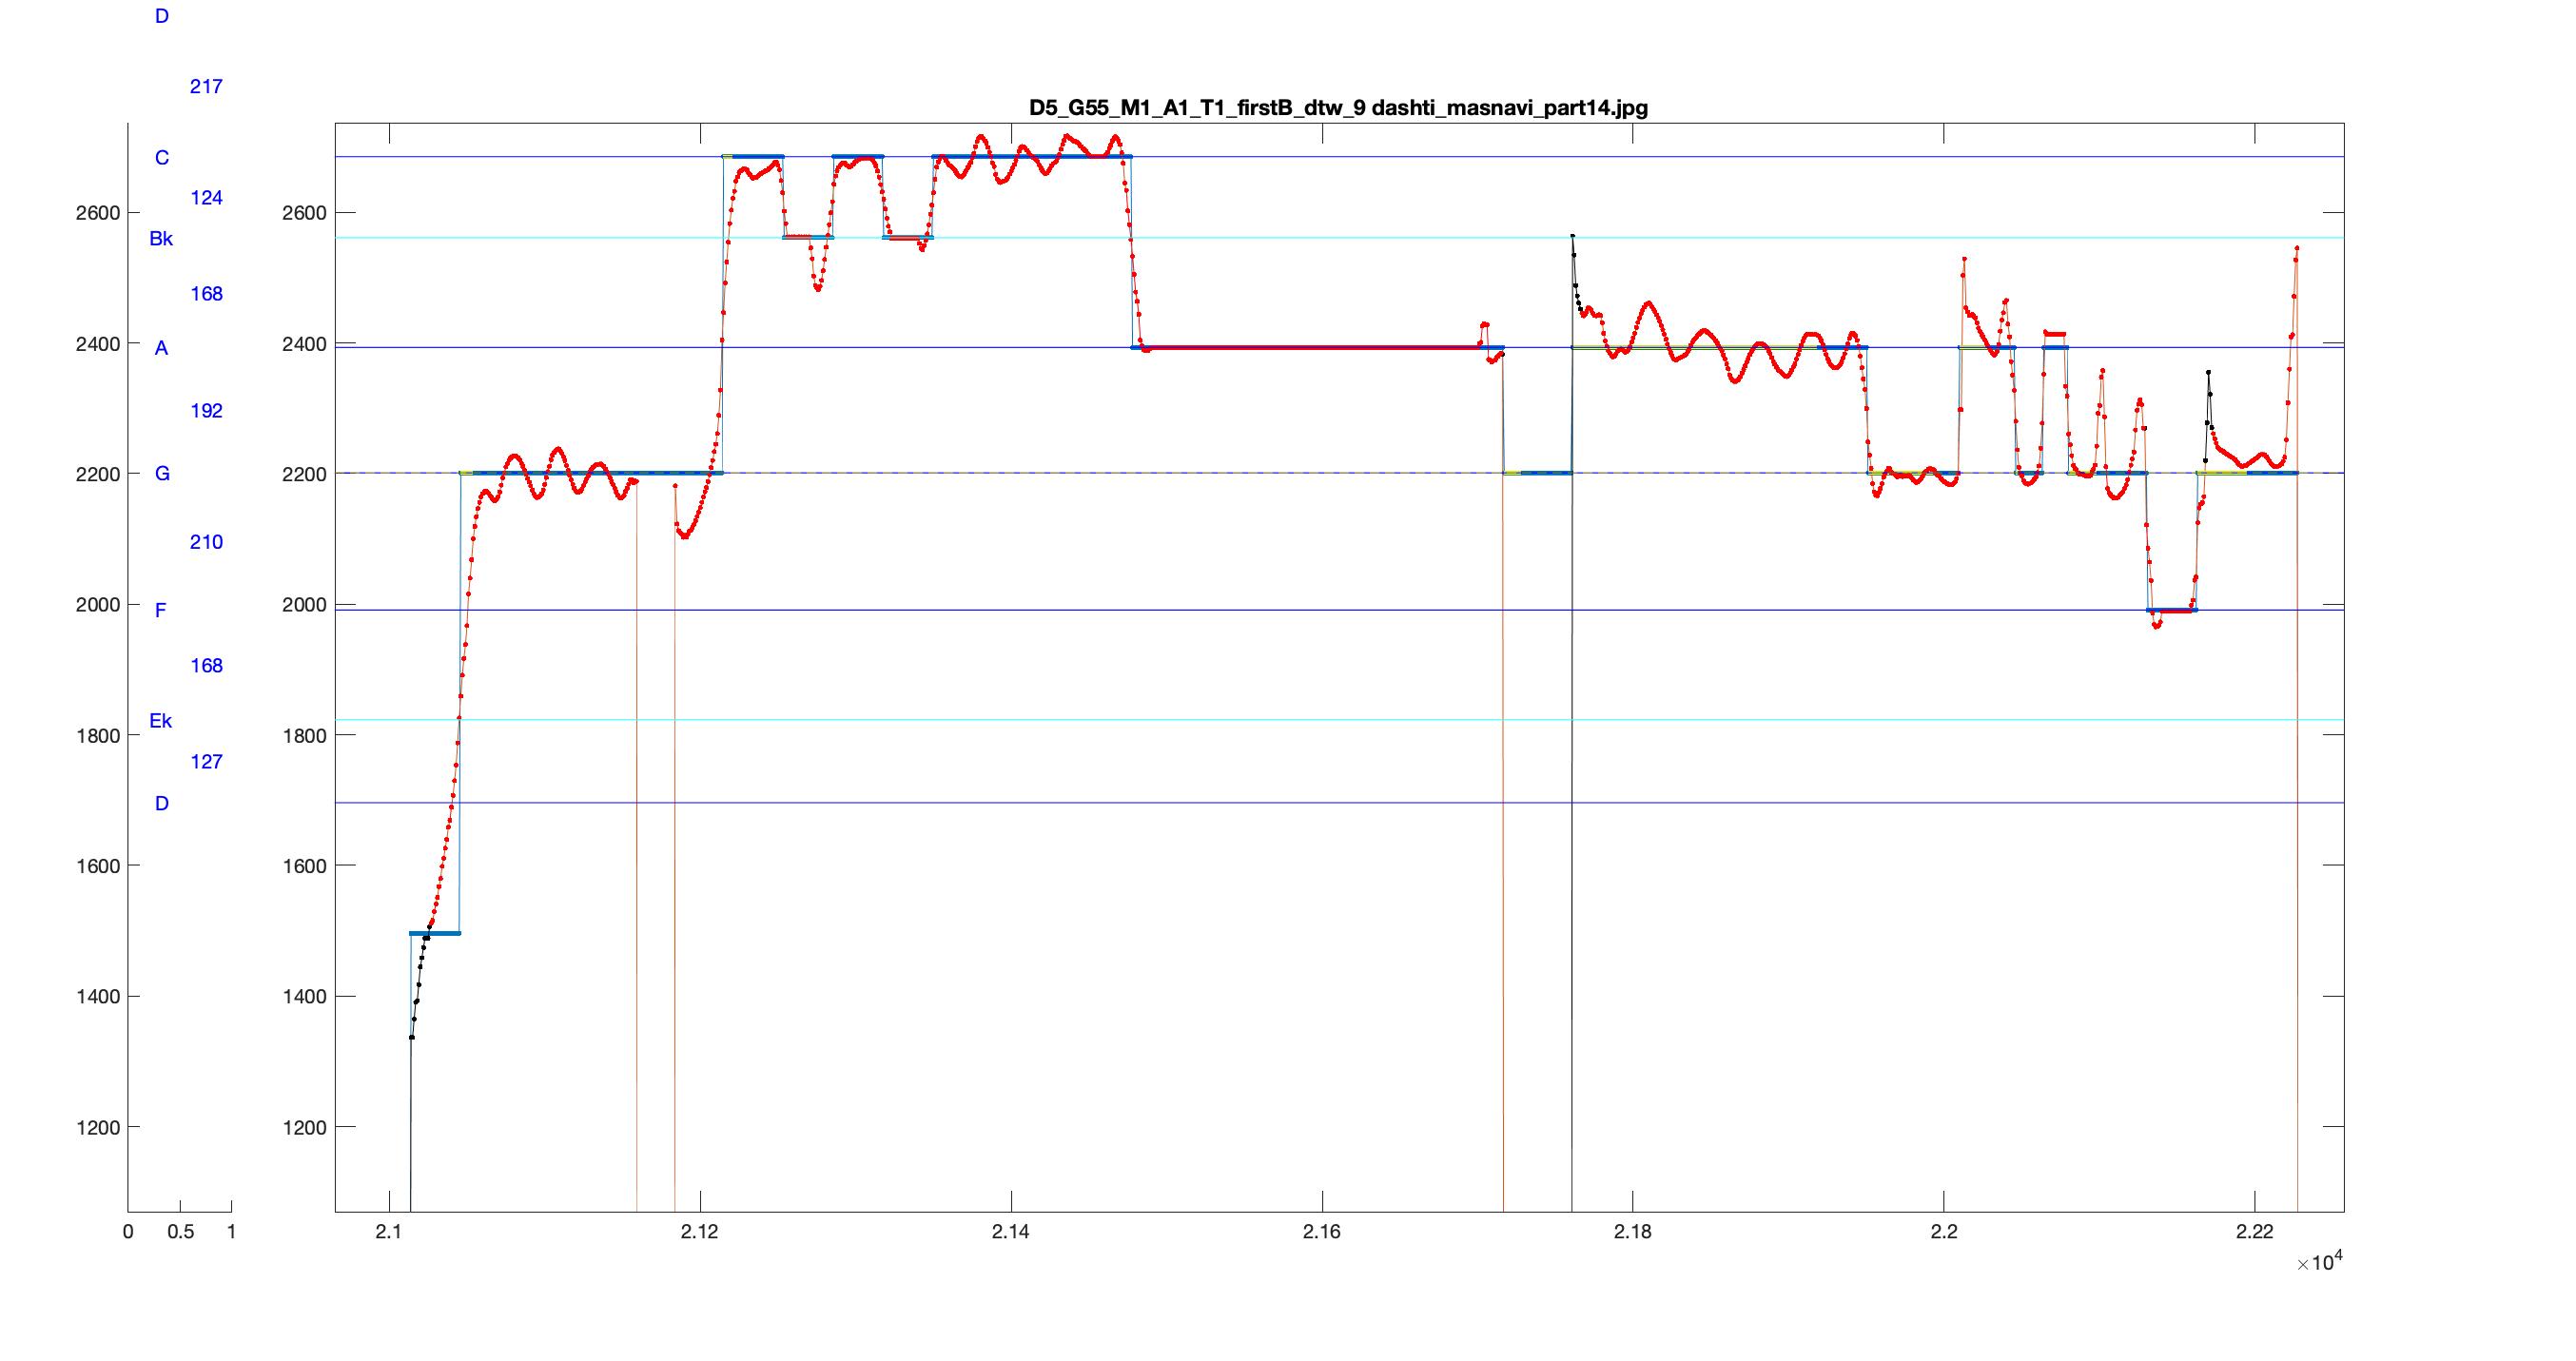 D
217
D5_G55_M1_A1_T1_firstB_dtw_9 dashti_masnavi_part14.jpg
C
124
2600 2600
Bk
168
2400 A 2400
192
2200 G 2200
210
2000 F 2000
168
Ek
1800 1800
127
D
1600 1600
1400 1400
1200 1200
0 0.5 1 2.1 2.12 2.14 2.16 2.18 2.2 2.22
×10⁴